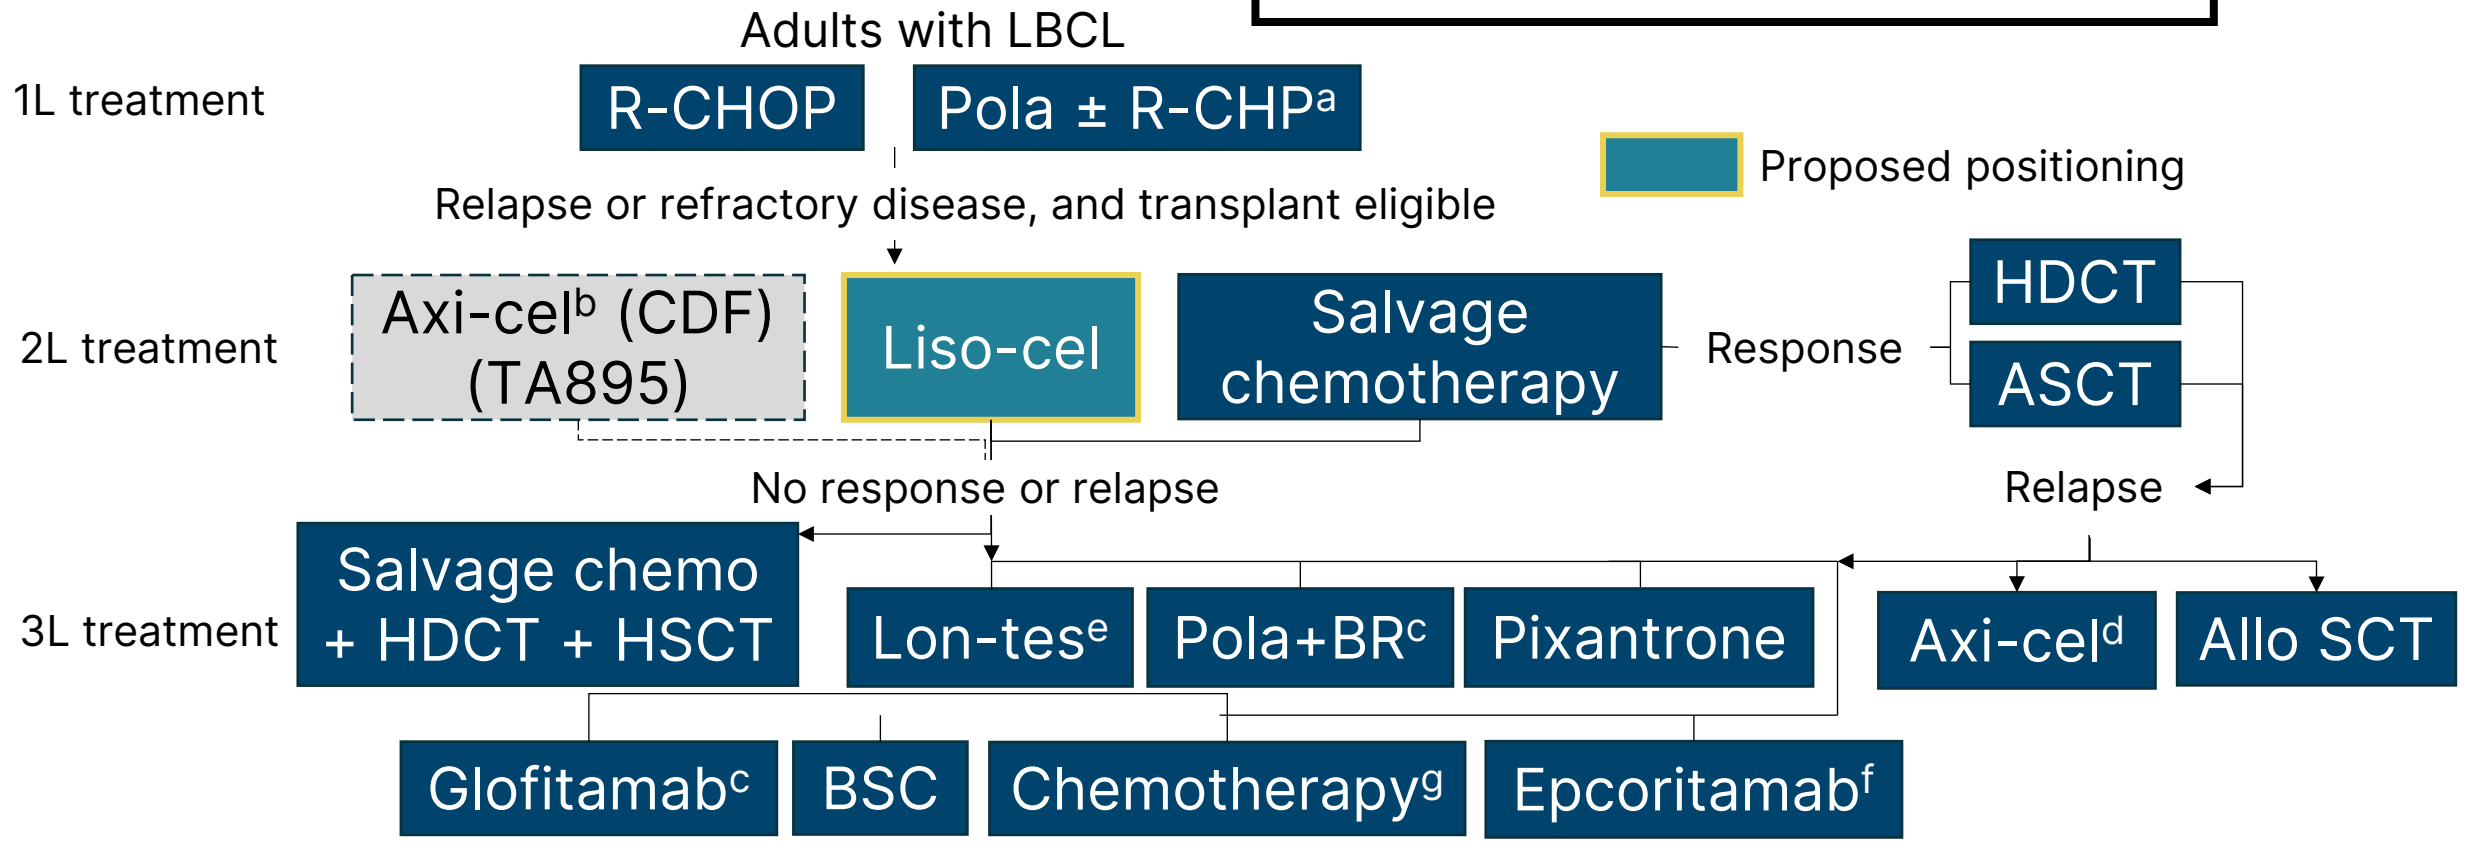 Adults with LBCL
1L treatment
R-CHOP
Pola ± R-CHPᵃ
Proposed positioning
Relapse or refractory disease, and transplant eligible
2L treatment
Axi-celᵇ (CDF)
(TA895)
Liso-cel
Salvage
chemotherapy
Response
HDCT
ASCT
No response or relapse
Relapse
3L treatment
Salvage chemo
+ HDCT + HSCT
Lon-tesᵉ
Pola+BRᶜ
Pixantrone
Axi-celᵈ
Allo SCT
Glofitamabᶜ
BSC
Chemotherapyᵍ
Epcoritamabᶠ